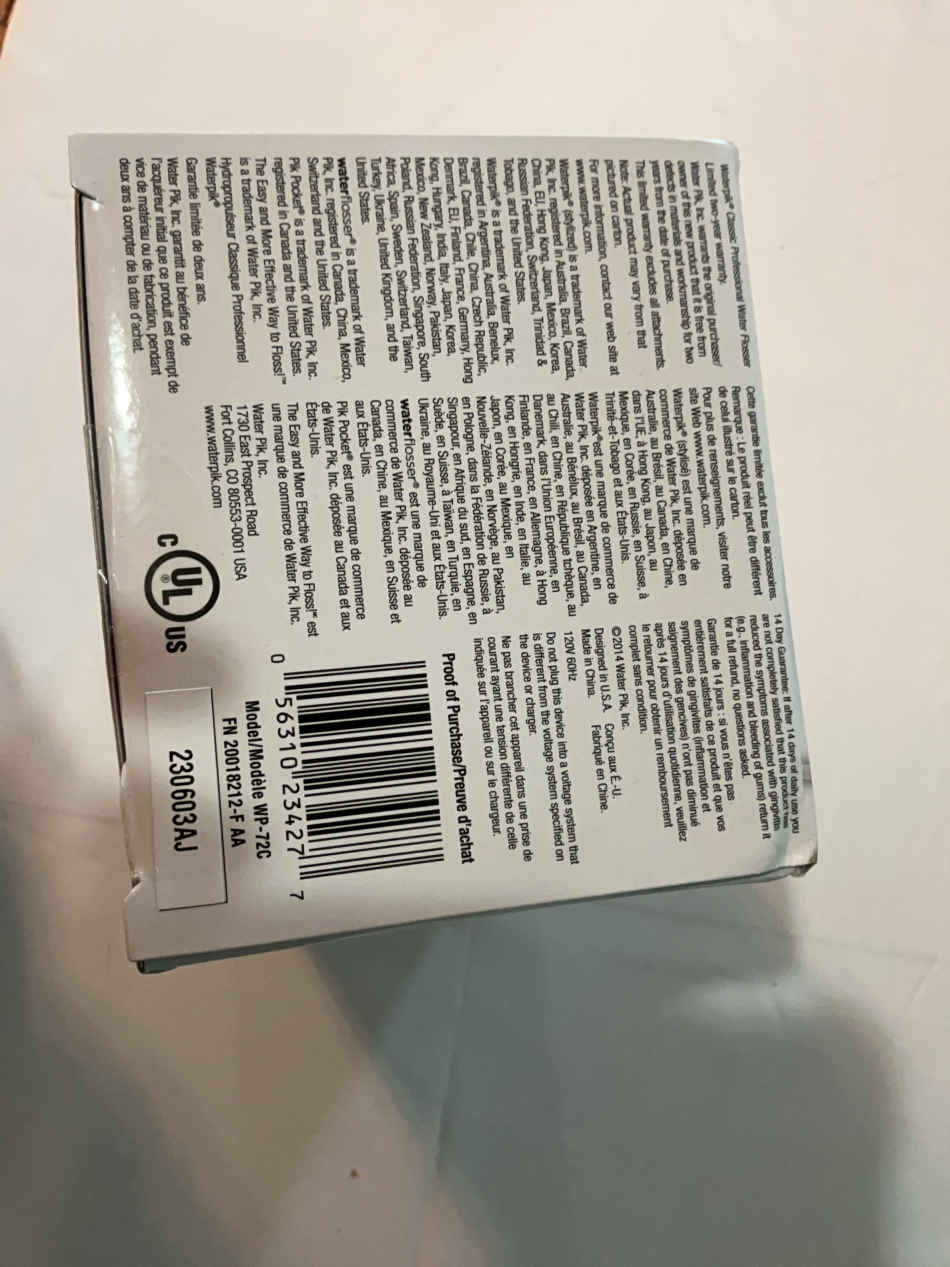 Waterpik® Classic Professional Water Flosser
Limited two-year warranty.
Water Pik, Inc. warrants the original purchaser/
owner of this new product that it is free from
defects in materials and workmanship for two
years from the date of purchase.
This limited warranty excludes all attachments.
Note: Actual product may vary from that
pictured on carton.
For more information, contact our web site at
www.waterpik.com.
Waterpik® (stylized) is a trademark of Water
Pik, Inc. registered in Australia, Brazil, Canada,
China, EU, Hong Kong, Japan, Mexico, Korea,
Russian Federation, Switzerland, Trinidad &
Tobago, and the United States.
Waterpik® is a trademark of Water Pik, Inc.
registered in Argentina, Australia, Benelux,
Brazil, Canada, Chile, China, Czech Republic,
Denmark, EU, Finland, France, Germany, Hong
Kong, Hungary, India, Italy, Japan, Korea,
Mexico, New Zealand, Norway, Pakistan,
Poland, Russian Federation, Singapore, South
Africa, Spain, Sweden, Switzerland, Taiwan,
Turkey, Ukraine, United Kingdom, and the
United States.
waterflosser® is a trademark of Water
Pik, Inc. registered in Canada, China, Mexico,
Switzerland and the United States.
Pik Pocket® is a trademark of Water Pik, Inc.
registered in Canada and the United States.
The Easy and More Effective Way to Floss!™
is a trademark of Water Pik, Inc.
Hydropropulseur Classique Professionnel
Waterpik®
Garantie limitée de deux ans.
Water Pik, Inc. garantit au bénéfice de
l'acquéreur initial que ce produit est exempt de
vice de matériau ou de fabrication, pendant
deux ans à compter de la date d'achat.
Cette garantie limitée exclut tous les accessoires.
Remarque : Le produit réel peut être différent
de celui illustré sur le carton.
Pour plus de renseignements, visiter notre
site Web www.waterpik.com.
Waterpik® (stylisé) est une marque de
commerce de Water Pik, Inc. déposée en
Australie, au Brésil, au Canada, en Chine,
dans l'UE, à Hong Kong, au Japon, au
Mexique, en Corée, en Russie, en Suisse, à
Trinité-et-Tobago et aux États-Unis.
Waterpik®est une marque de commerce de
Water Pik, Inc déposée en Argentine, en
Australie, au Bénélux, au Brésil, au Canada,
au Chili, en Chine, en République tchèque, au
Danemark, dans l'Union Européenne, en
Finlande, en France, en Allemagne, à Hong
Kong, en Hongrie, en Inde, en Italie, au
Japon, en Corée, au Mexique, en
Nouvelle-Zélande, en Norvège, au Pakistan,
en Pologne, dans la Fédération de Russie, à
Singapour, en Afrique du sud, en Espagne, en
Suède, en Suisse, à Taiwan, en Turquie, en
Ukraine, au Royaume-Uni et aux États-Unis.
waterflosser® est une marque de
commerce de Water Pik, Inc. déposée au
Canada, en Chine, au Mexique, en Suisse et
aux États-Unis.
Pik Pocket® est une marque de commerce
de Water Pik, Inc. déposée au Canada et aux
États-Unis.
The Easy and More Effective Way to Floss!™ est
une marque de commerce de Water Pik, Inc.
Water Pik, Inc.
1730 East Prospect Road
Fort Collins, CO 80553-0001 USA
www.waterpik.com
C UL US
14 Day Guarantee: If after 14 days of daily use you
are not completely satisfied that this product has
reduced the symptoms associated with gingivitis
(e.g., inflammation and bleeding of gums) return it
for a full refund, no questions asked.
Garantie de 14 jours : si vous n'êtes pas
entièrement satisfaits de ce produit et que vos
symptômes de gingivites (inflammation et
saignement des gencives) n'ont pas diminué
après 14 jours d'utilisation quotidienne, veuillez
le retourner pour obtenir un remboursement
complet sans condition.
©2014 Water Pik, Inc.
Designed in U.S.A. Conçu aux É.-U.
Made in China. Fabriqué en Chine.
120V 60Hz
Do not plug this device into a voltage system that
is different from the voltage system specified on
the device or charger.
Ne pas brancher cet appareil dans une prise de
courant ayant une tension différente de celle
indiquée sur l'appareil ou sur le chargeur.
Proof of Purchase/Preuve d'achat
0 56310 23427 7
Model/Modèle WP-72C
FN 20018212-F AA
230603AJ